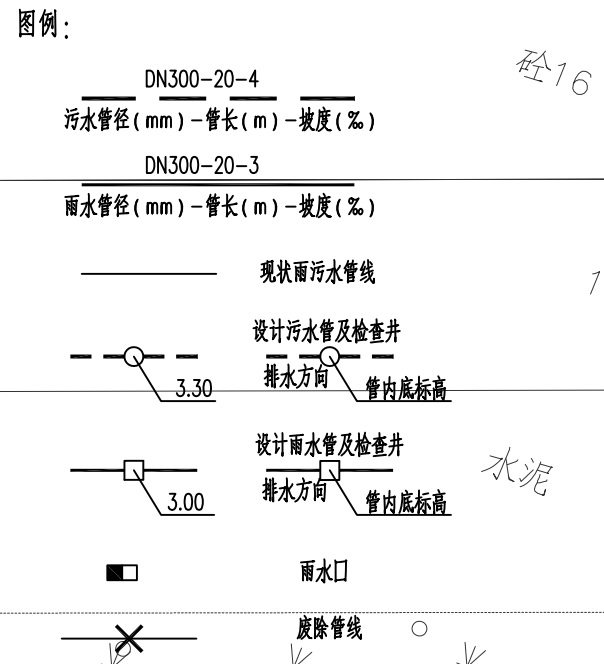 图例：
砼16
DN300-20-4
污水管径(mm)-管长(m)-坡度(‰)
DN300-20-3
雨水管径(mm)-管长(m)-坡度(‰)
现状雨污水管线
1
设计污水管及检查井
3.30
排水方向
管内底标高
设计雨水管及检查井
水泥
3.00
排水方向
管内底标高
雨水口
废除管线